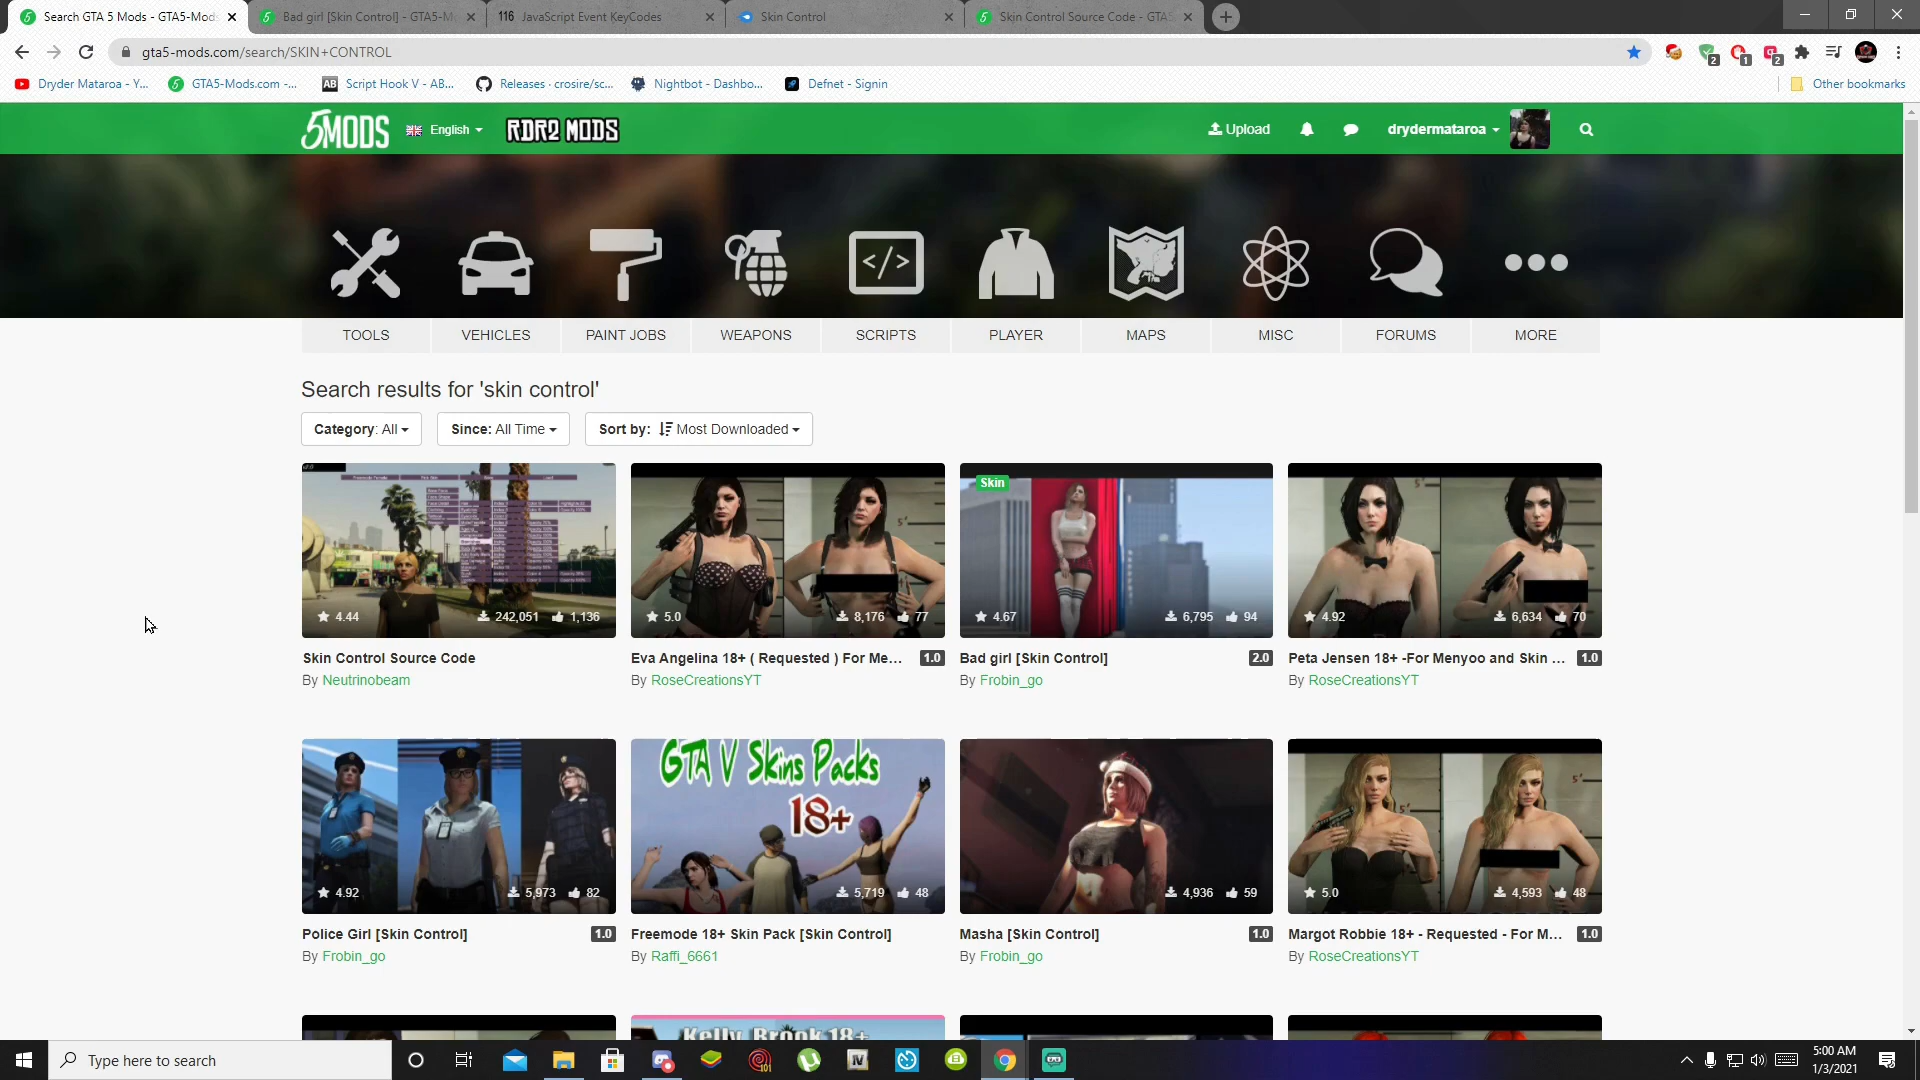 Search GTA 5 Mods - GTA5-Mod
Bad girl [Skin Control] - GTA5-M
116 JavaScript Event KeyCodes
Skin Control
Skin Control Source Code - GTA5
gta5-mods.com/search/SKIN+CONTROL
2 1 2
Dryder Mataroa - Y...
GTA5-Mods.com -...
AB Script Hook V - AB...
Releases · crosire/sc...
Nightbot - Dashbo...
Defnet - Signin
Other bookmarks
5MODS
English
RDR2 MODS
Upload
drydermataroa
TOOLS
VEHICLES
PAINT JOBS
WEAPONS
SCRIPTS
PLAYER
MAPS
MISC
FORUMS
MORE
Search results for 'skin control'
Category: All
Since: All Time
Sort by: Most Downloaded
4.44 242,051 1,136
Skin Control Source Code
By Neutrinobeam
5.0 8,176 77
Eva Angelina 18+ ( Requested ) For Me... 1.0
By RoseCreationsYT
Skin
4.67 6,795 94
Bad girl [Skin Control] 2.0
By Frobin_go
4.92 6,634 70
Peta Jensen 18+ -For Menyoo and Skin ... 1.0
By RoseCreationsYT
4.92 5,973 82
Police Girl [Skin Control] 1.0
By Frobin_go
GTA V Skins Packs
18+
5,719 48
Freemode 18+ Skin Pack [Skin Control]
By Raffi_6661
4,936 59
Masha [Skin Control] 1.0
By Frobin_go
5.0 4,593 48
Margot Robbie 18+ - Requested - For M... 1.0
By RoseCreationsYT
Kelly Brook 18+
Type here to search
101
IV
5:00 AM
1/3/2021